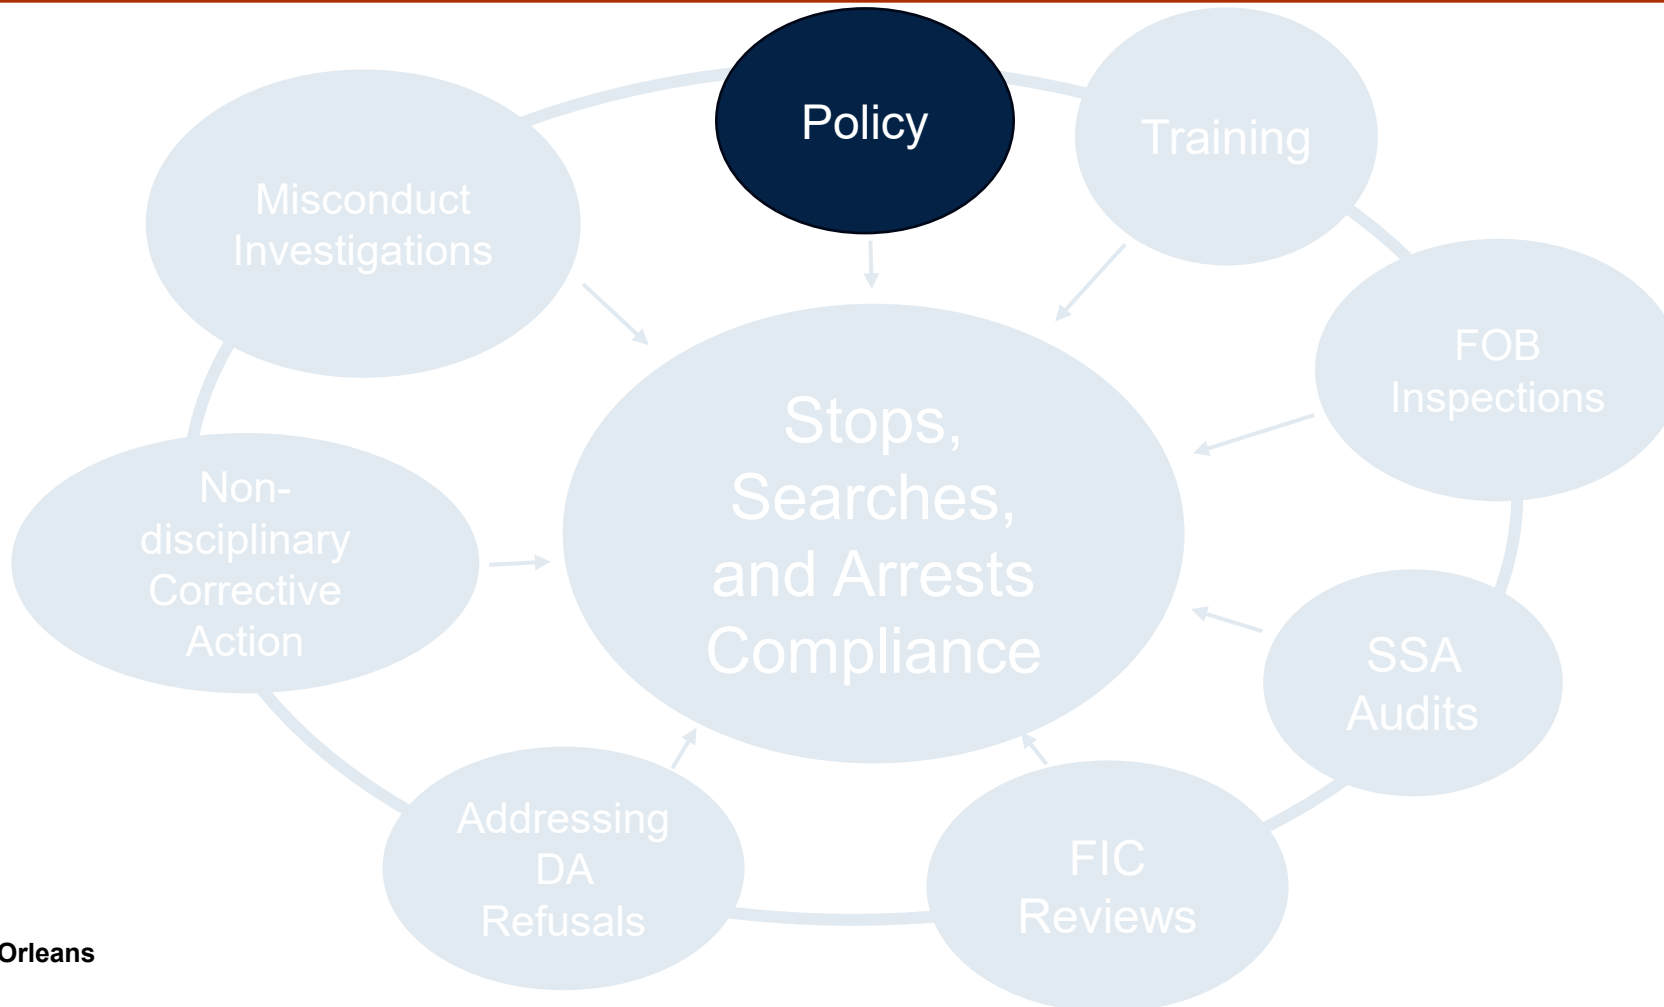 Policy
Training
FOB
Inspections
SSA
Audits
FIC
Reviews
Addressing
DA
Refusals
Non-
disciplinary
Corrective
Action
Misconduct
Investigations
Stops,
Searches,
and Arrests
Compliance
Orleans